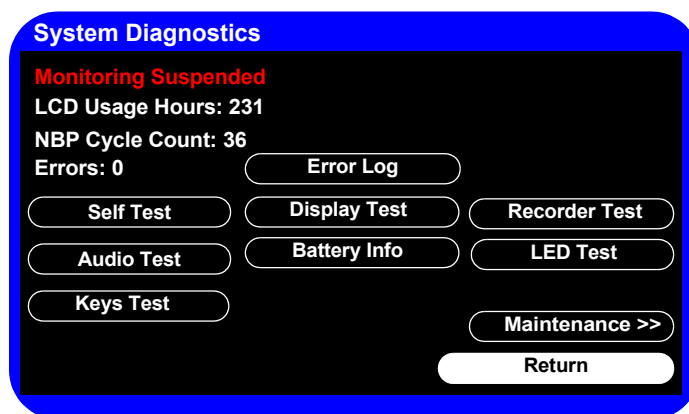 System Diagnostics
Monitoring Suspended
LCD Usage Hours: 231
NBP Cycle Count: 36
Errors: 0
Error Log
Self Test
Display Test
Recorder Test
Audio Test
Battery Info
LED Test
Keys Test
Maintenance >>
Return